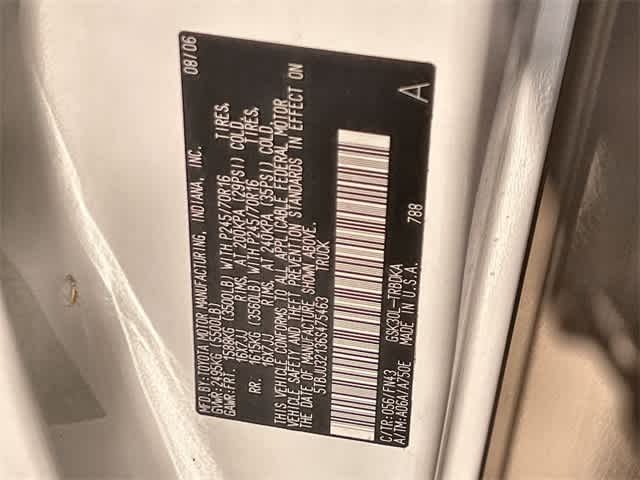 MFD.BY:TOYOTA MOTOR MANUFACTURING, INDIANA, INC. 08/06
GVWR:2495KG(5500LB)
GAWR:FRT. 1588KG (3500LB) WITH P245/70R16 TIRES,
16X7JJ RIMS, AT 200KPA (29PSI) COLD.
RR. 1615KG (3560LB) WITH P245/70R16 TIRES,
16X7JJ RIMS, AT 240KPA (35PSI) COLD.
THIS VEHICLE CONFORMS TO ALL APPLICABLE FEDERAL MOTOR
VEHICLE SAFETY AND THEFT PREVENTION STANDARDS IN EFFECT ON
THE DATE OF MANUFACTURE SHOWN ABOVE.
5TBJU32136S475463 TRUCK
A
788
C/TR:056/FN43 GSK30L-TRBDKA
A/TM:A06A/A750E MADE IN U.S.A.